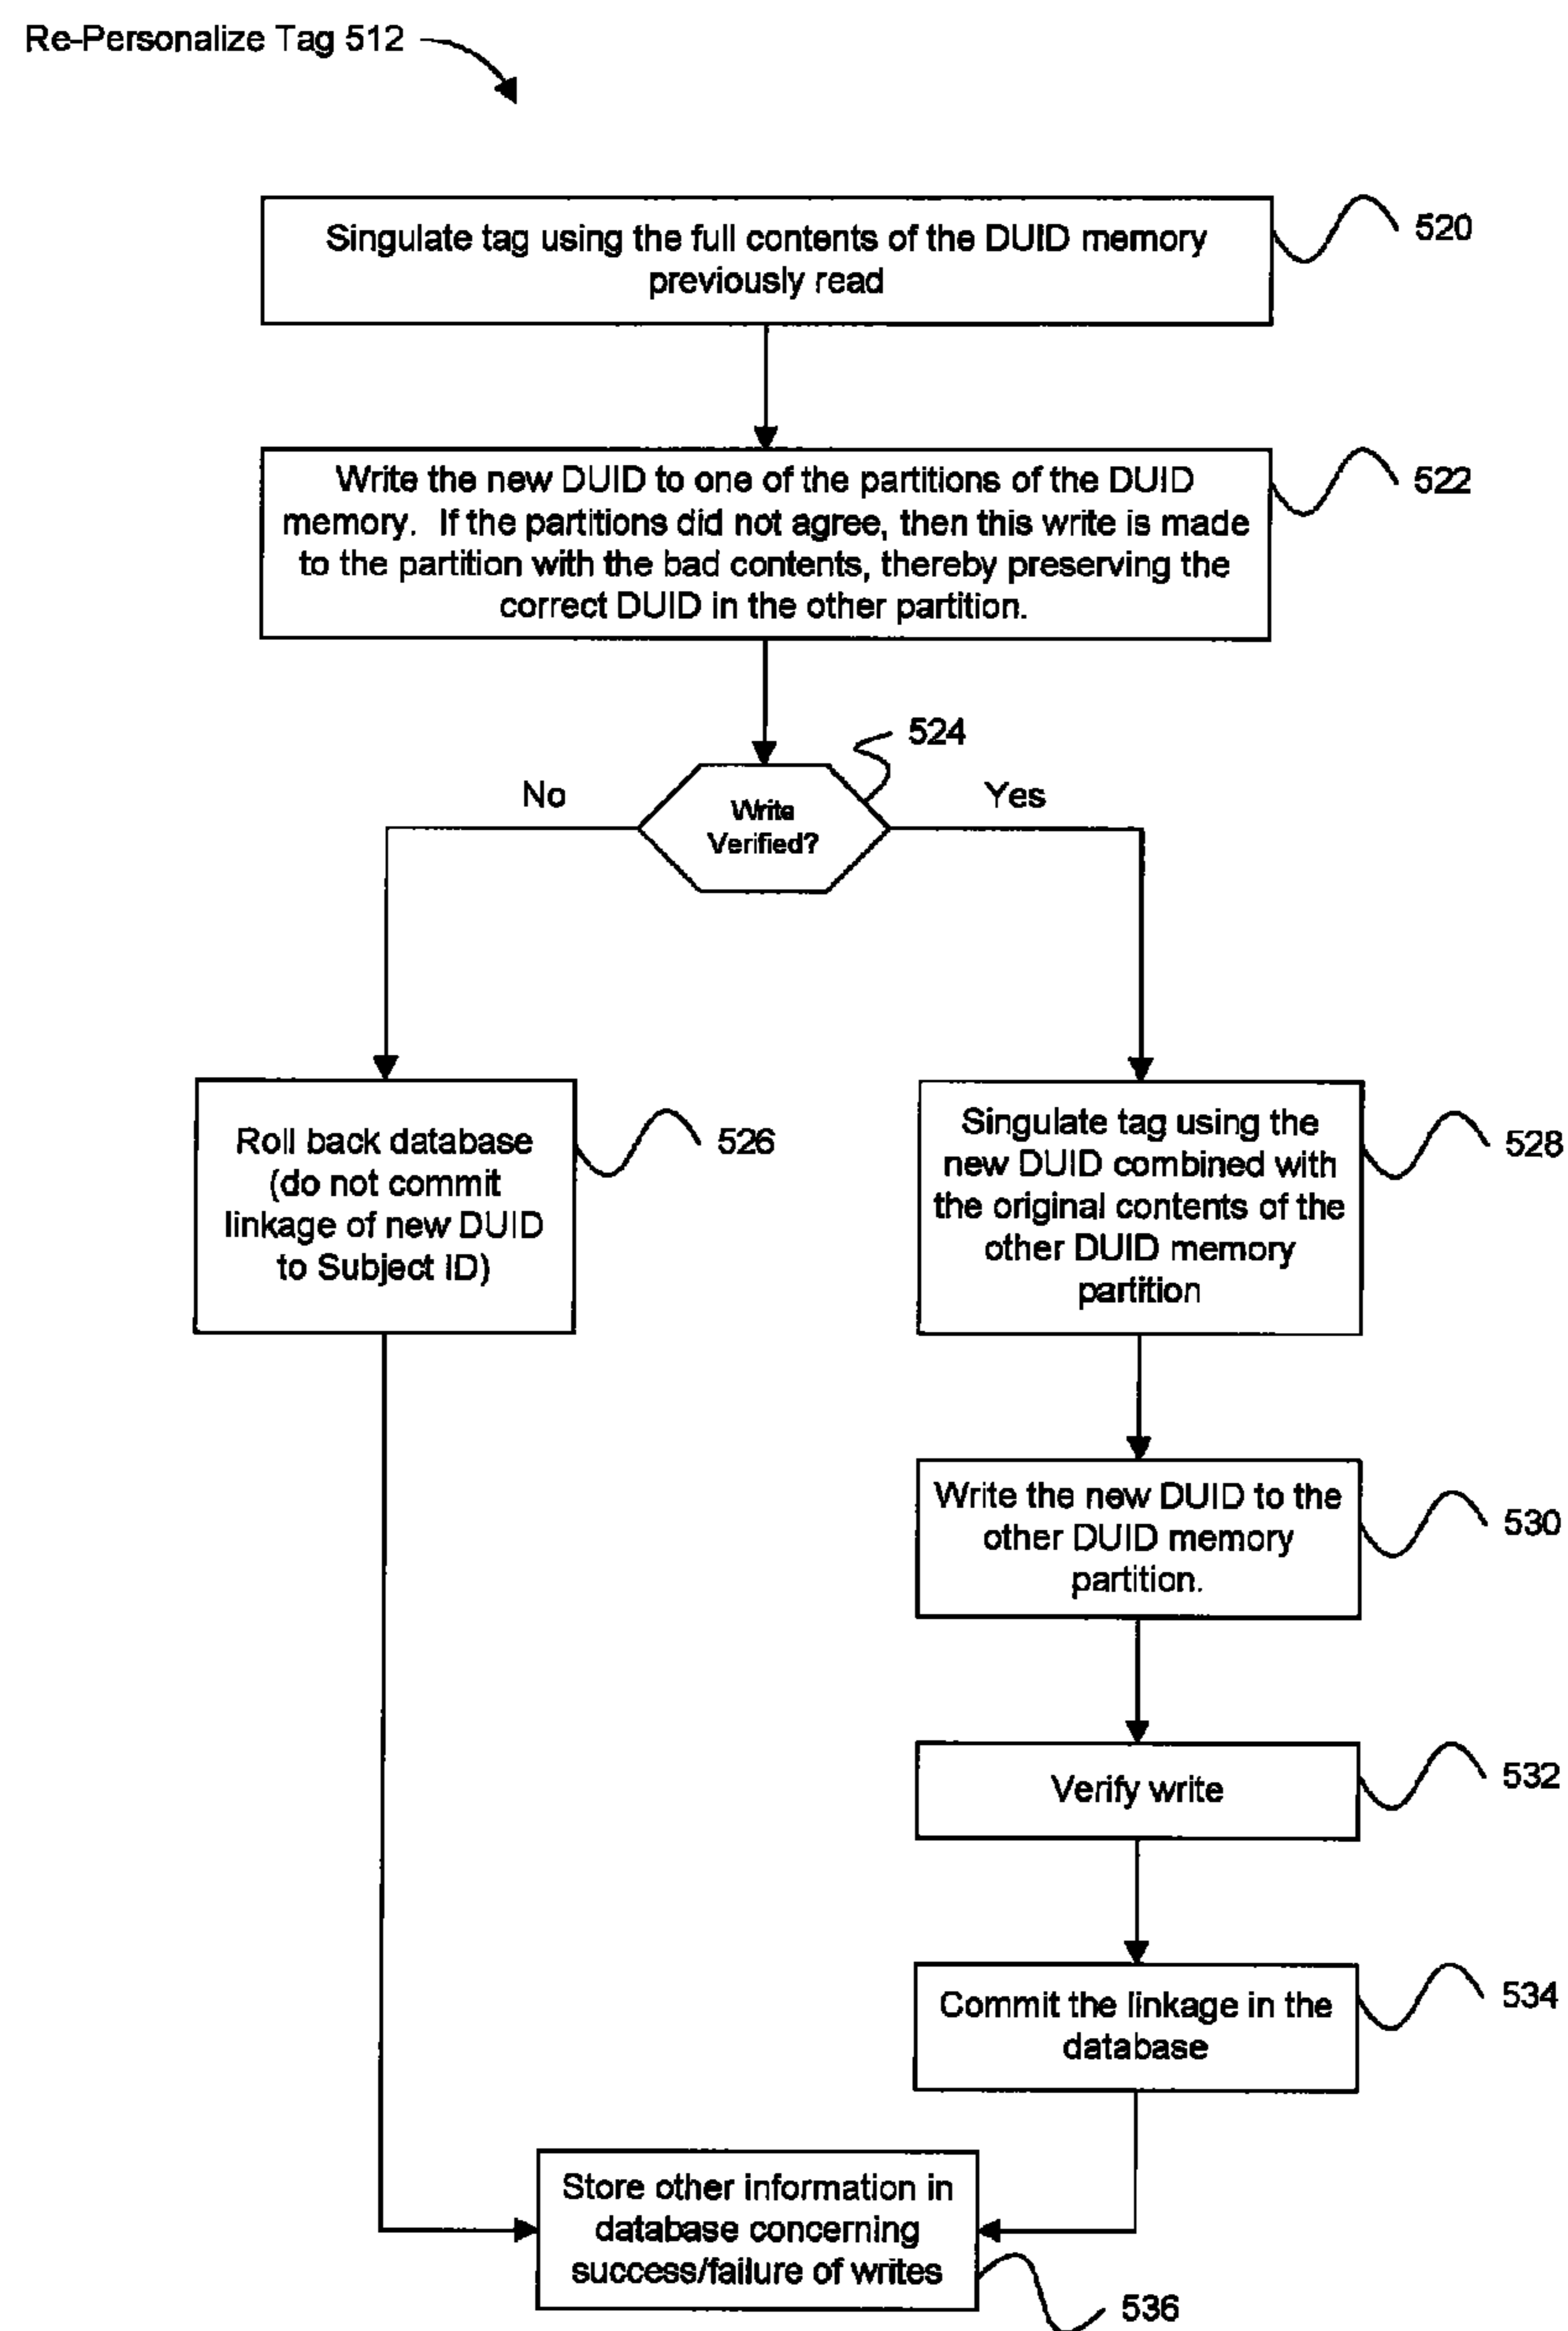 Re-Personalize Tag 512
Singulate tag using the full contents of the DUID memory
previously read
520
Write the new DUID to one of the partitions of the DUID
memory. If the partitions did not agree, then this write is made
to the partition with the bad contents, thereby preserving the
correct DUID in the other partition.
522
524
No
Write
Verified?
Yes
Roll back database
(do not commit
linkage of new DUID
to Subject ID)
526
Singulate tag using the
new DUID combined with
the original contents of the
other DUID memory
partition
528
Write the new DUID to the
other DUID memory
partition.
530
Verify write
532
Commit the linkage in the
database
534
Store other information in
database concerning
success/failure of writes
536